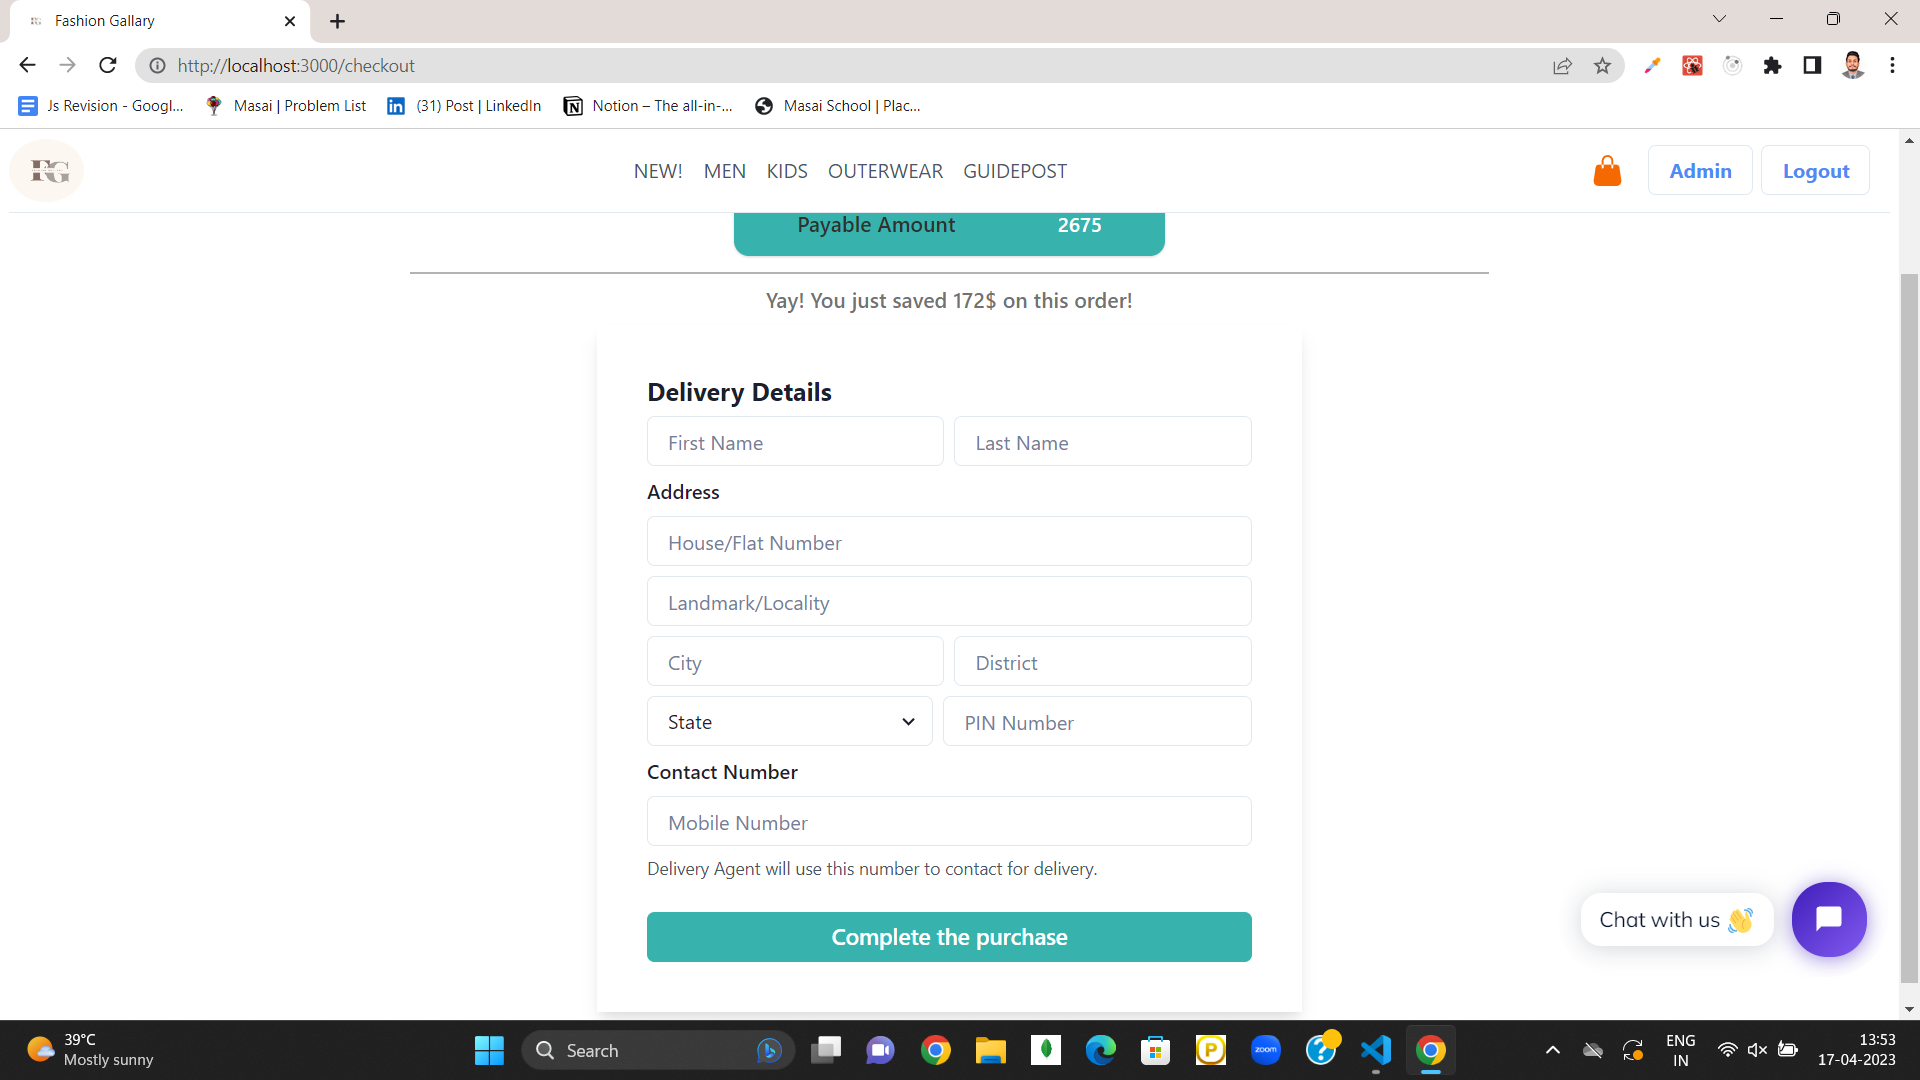 Fashion Gallary
http://localhost:3000/checkout
Js Revision - Googl...
Masai | Problem List
(31) Post | LinkedIn
Notion – The all-in-...
Masai School | Plac...
FG
NEW! MEN KIDS OUTERWEAR GUIDEPOST
Admin
Logout
Payable Amount 2675
Yay! You just saved 172$ on this order!
Delivery Details
First Name
Last Name
Address
House/Flat Number
Landmark/Locality
City
District
State
PIN Number
Contact Number
Mobile Number
Delivery Agent will use this number to contact for delivery.
Complete the purchase
Chat with us 👋
39°C
Mostly sunny
Search
zoom
ENG
IN
13:53
17-04-2023